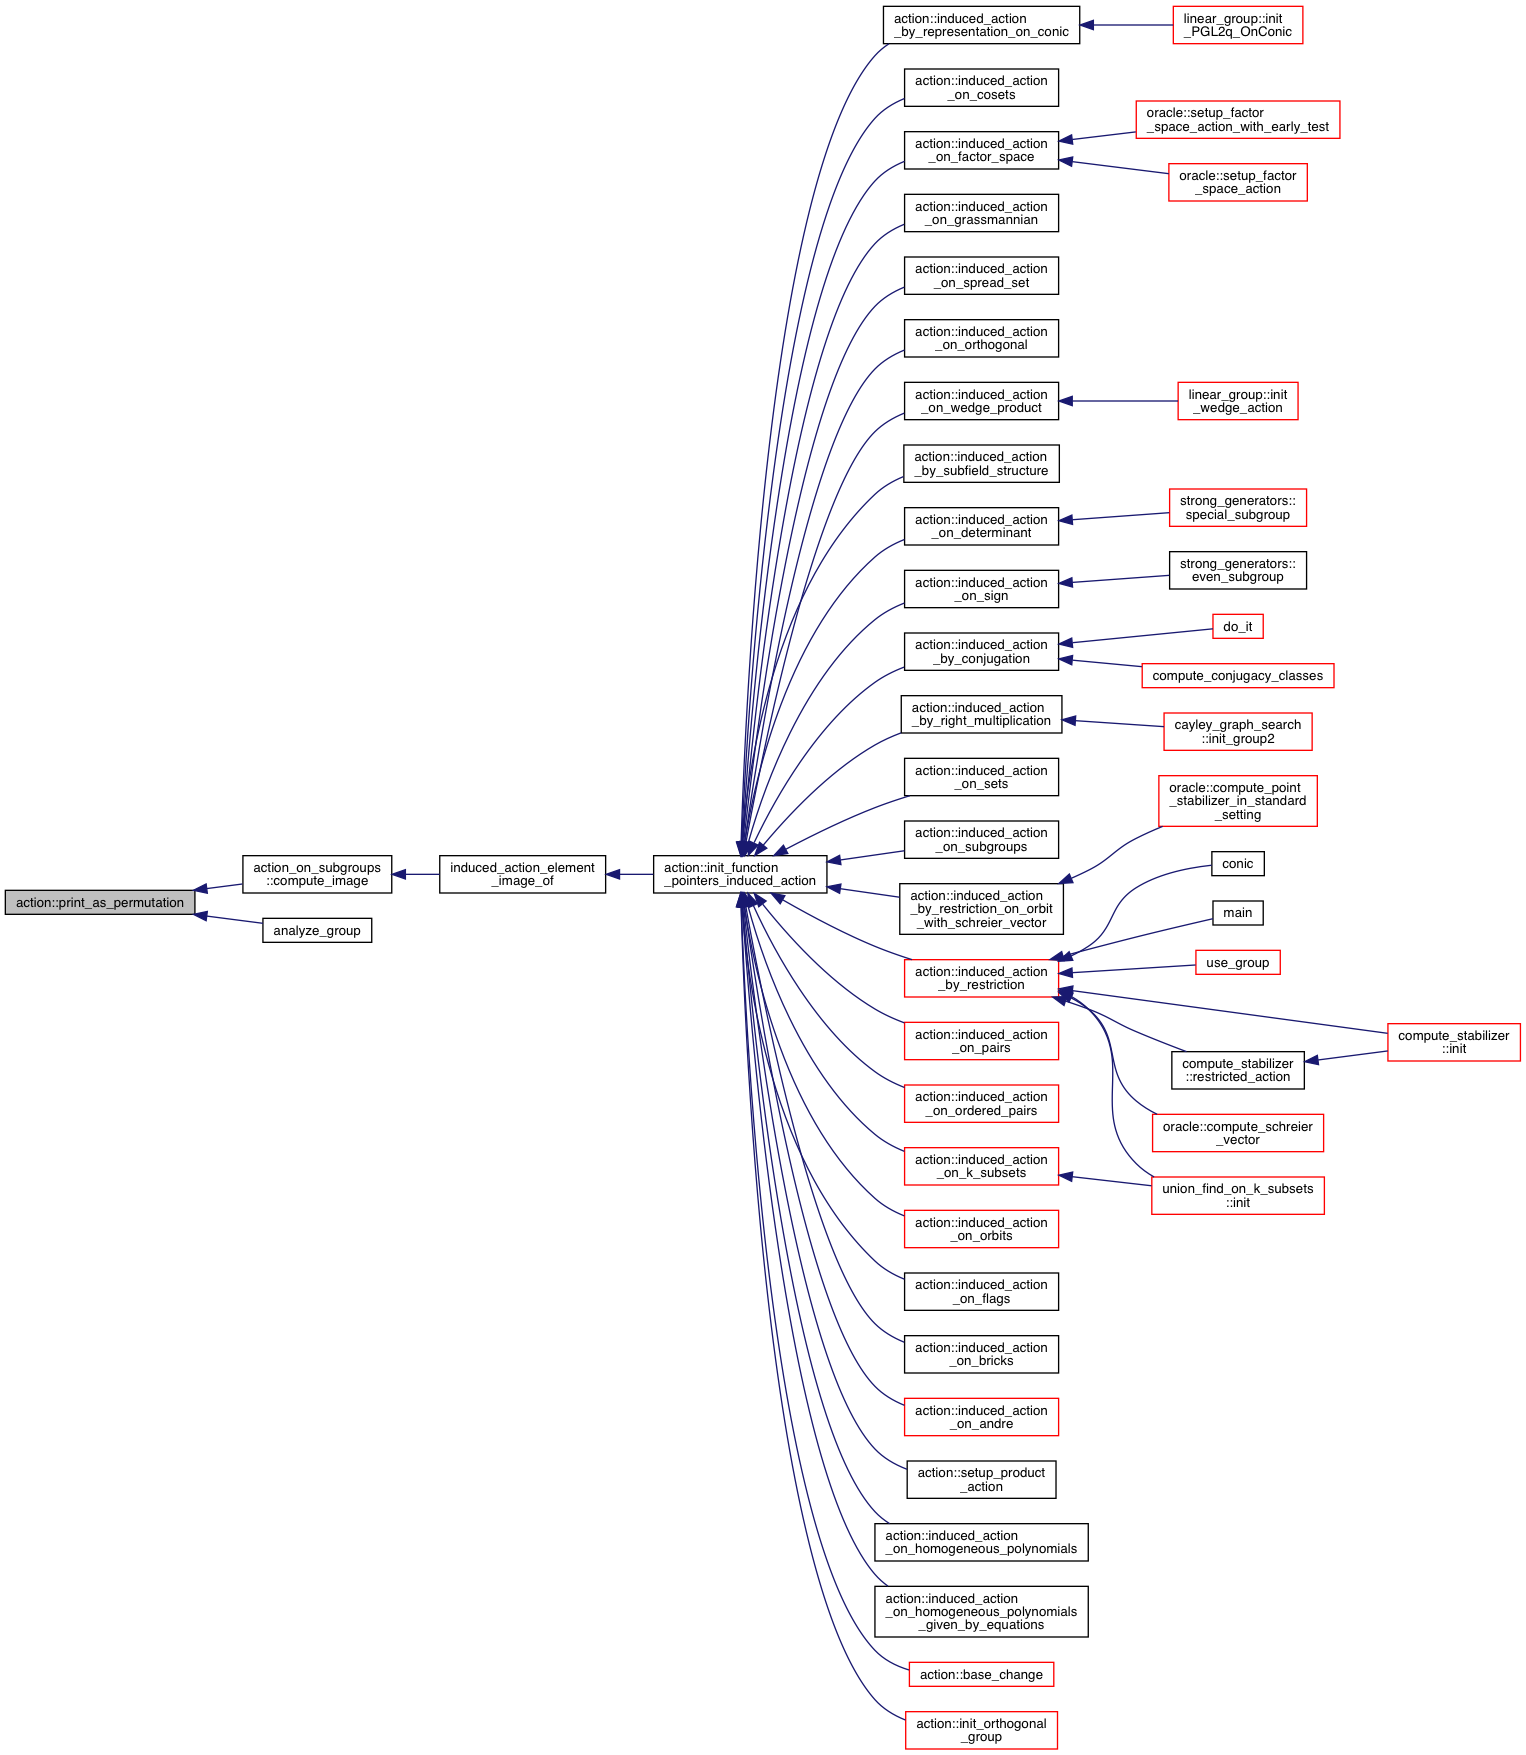 action::print_as_permutation
action_on_subgroups
::compute_image
analyze_group
induced_action_element
_image_of
action::init_function
_pointers_induced_action
action::induced_action
_by_representation_on_conic
action::induced_action
_on_cosets
action::induced_action
_on_factor_space
action::induced_action
_on_grassmannian
action::induced_action
_on_spread_set
action::induced_action
_on_orthogonal
action::induced_action
_on_wedge_product
action::induced_action
_by_subfield_structure
action::induced_action
_on_determinant
action::induced_action
_on_sign
action::induced_action
_by_conjugation
action::induced_action
_by_right_multiplication
action::induced_action
_on_sets
action::induced_action
_on_subgroups
action::induced_action
_by_restriction_on_orbit
_with_schreier_vector
action::induced_action
_by_restriction
action::induced_action
_on_pairs
action::induced_action
_on_ordered_pairs
action::induced_action
_on_k_subsets
action::induced_action
_on_orbits
action::induced_action
_on_flags
action::induced_action
_on_bricks
action::induced_action
_on_andre
action::setup_product
_action
action::induced_action
_on_homogeneous_polynomials
action::induced_action
_on_homogeneous_polynomials
_given_by_equations
action::base_change
action::init_orthogonal
_group
linear_group::init
_PGL2q_OnConic
oracle::setup_factor
_space_action_with_early_test
oracle::setup_factor
_space_action
linear_group::init
_wedge_action
strong_generators::
special_subgroup
strong_generators::
even_subgroup
do_it
compute_conjugacy_classes
cayley_graph_search
::init_group2
oracle::compute_point
_stabilizer_in_standard
_setting
conic
main
use_group
compute_stabilizer
::restricted_action
oracle::compute_schreier
_vector
union_find_on_k_subsets
::init
compute_stabilizer
::init